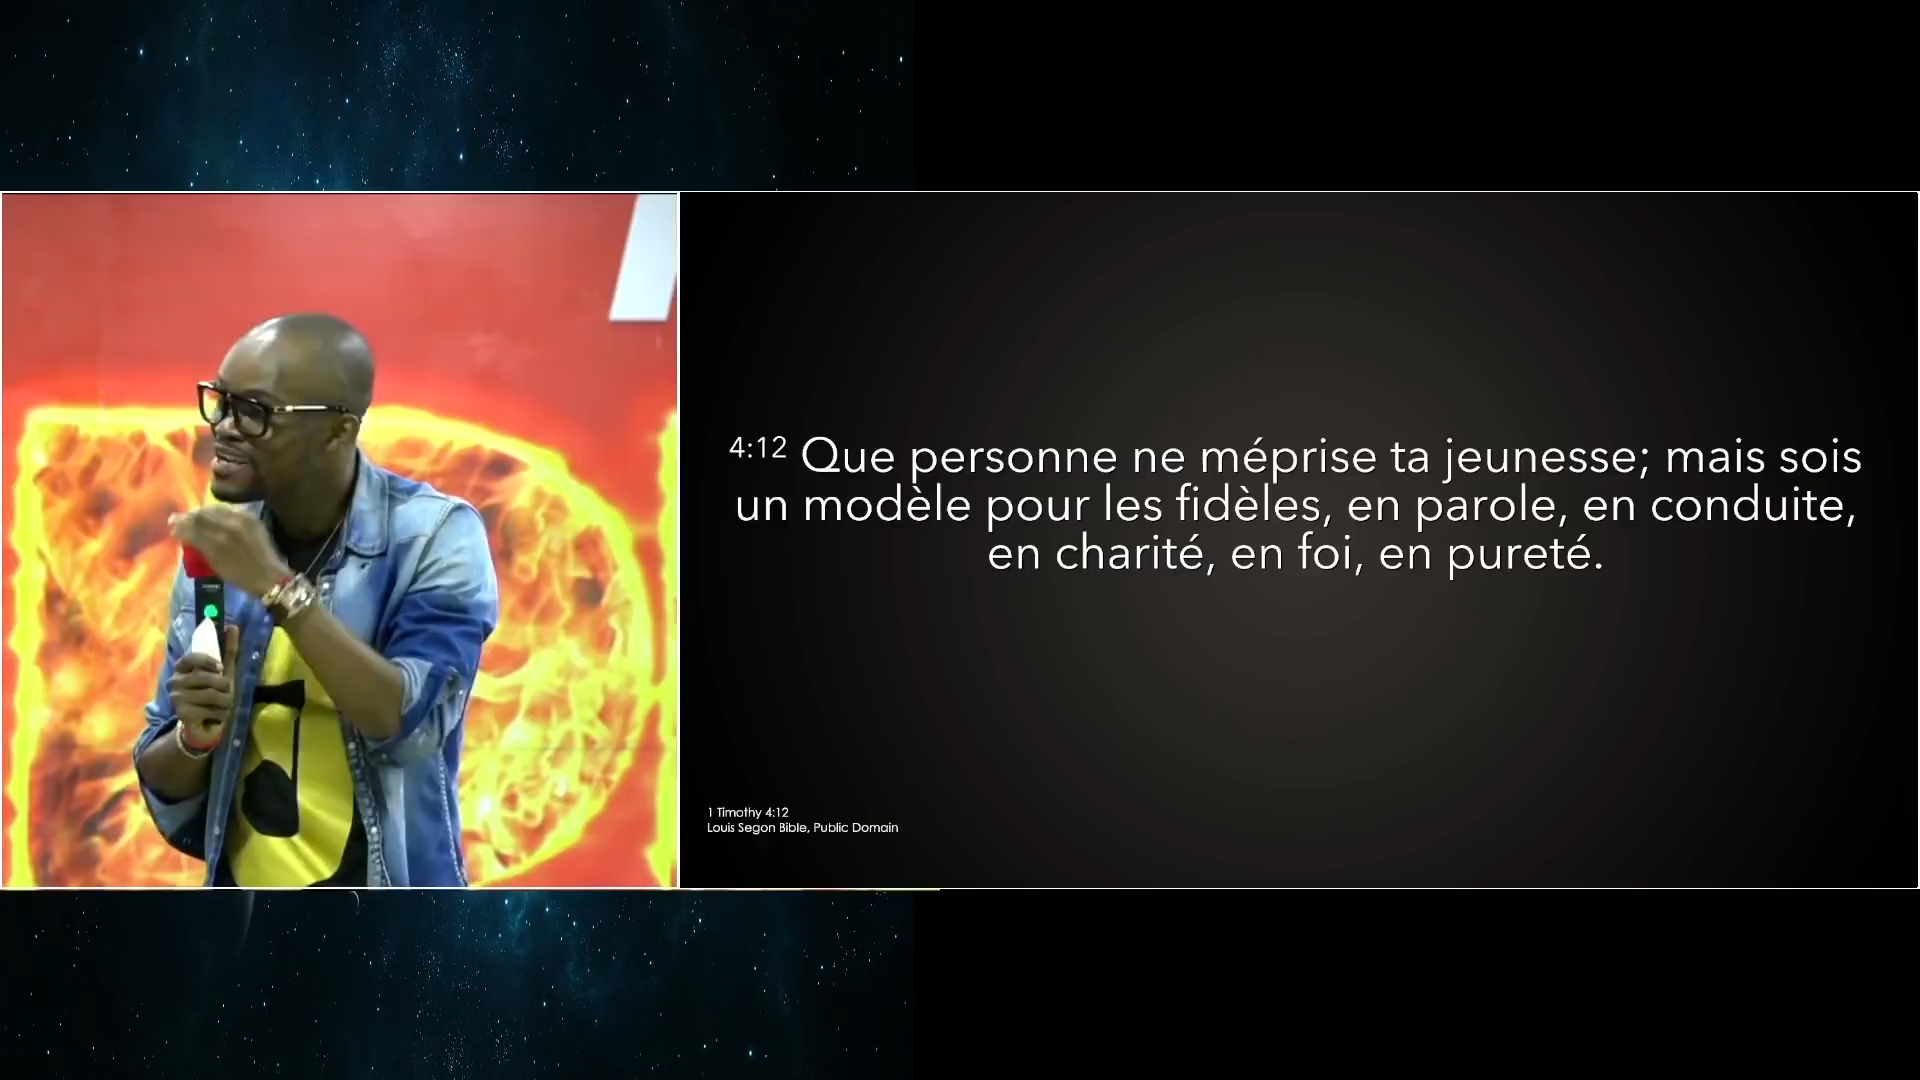 4:12 Que personne ne méprise ta jeunesse; mais sois
un modèle pour les fidèles, en parole, en conduite,
en charité, en foi, en pureté.
1 Timothy 4:12
Louis Segon Bible, Public Domain